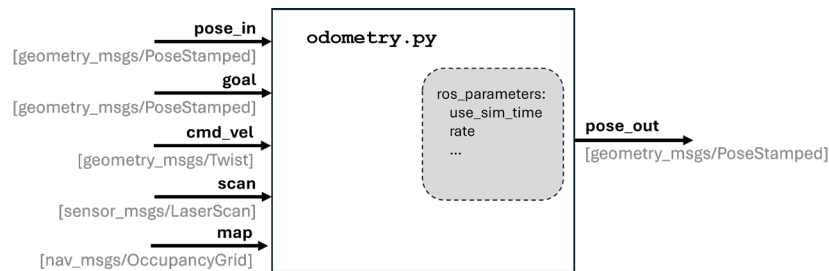 pose_in
[geometry_msgs/PoseStamped]
goal
[geometry_msgs/PoseStamped]
cmd_vel
[geometry_msgs/Twist]
scan
[sensor_msgs/LaserScan]
map
[nav_msgs/OccupancyGrid]
odometry.py
ros_parameters:
use_sim_time
rate
...
pose_out
[geometry_msgs/PoseStamped]